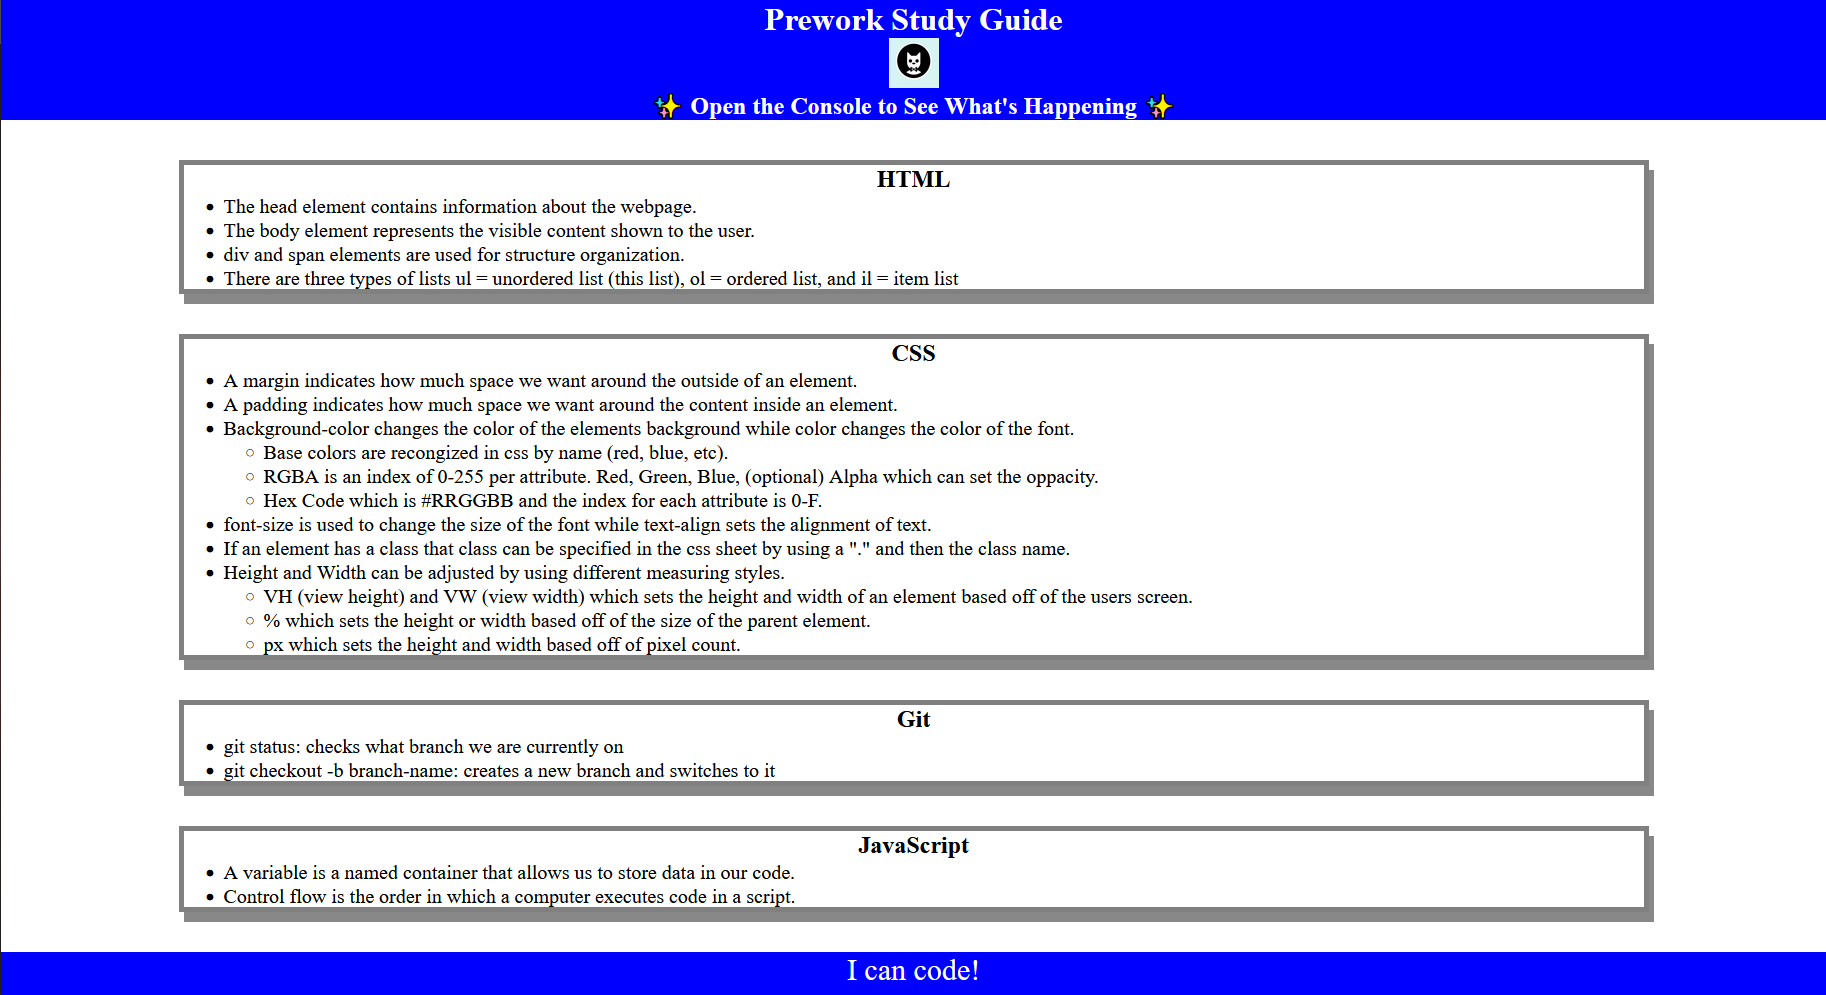 Prework Study Guide
✨ Open the Console to See What's Happening ✨
HTML
• The head element contains information about the webpage.
• The body element represents the visible content shown to the user.
• div and span elements are used for structure organization.
• There are three types of lists ul = unordered list (this list), ol = ordered list, and il = item list
CSS
• A margin indicates how much space we want around the outside of an element.
• A padding indicates how much space we want around the content inside an element.
• Background-color changes the color of the elements background while color changes the color of the font.
○ Base colors are recongized in css by name (red, blue, etc).
○ RGBA is an index of 0-255 per attribute. Red, Green, Blue, (optional) Alpha which can set the oppacity.
○ Hex Code which is #RRGGBB and the index for each attribute is 0-F.
• font-size is used to change the size of the font while text-align sets the alignment of text.
• If an element has a class that class can be specified in the css sheet by using a "." and then the class name.
• Height and Width can be adjusted by using different measuring styles.
○ VH (view height) and VW (view width) which sets the height and width of an element based off of the users screen.
○ % which sets the height or width based off of the size of the parent element.
○ px which sets the height and width based off of pixel count.
Git
• git status: checks what branch we are currently on
• git checkout -b branch-name: creates a new branch and switches to it
JavaScript
• A variable is a named container that allows us to store data in our code.
• Control flow is the order in which a computer executes code in a script.
I can code!